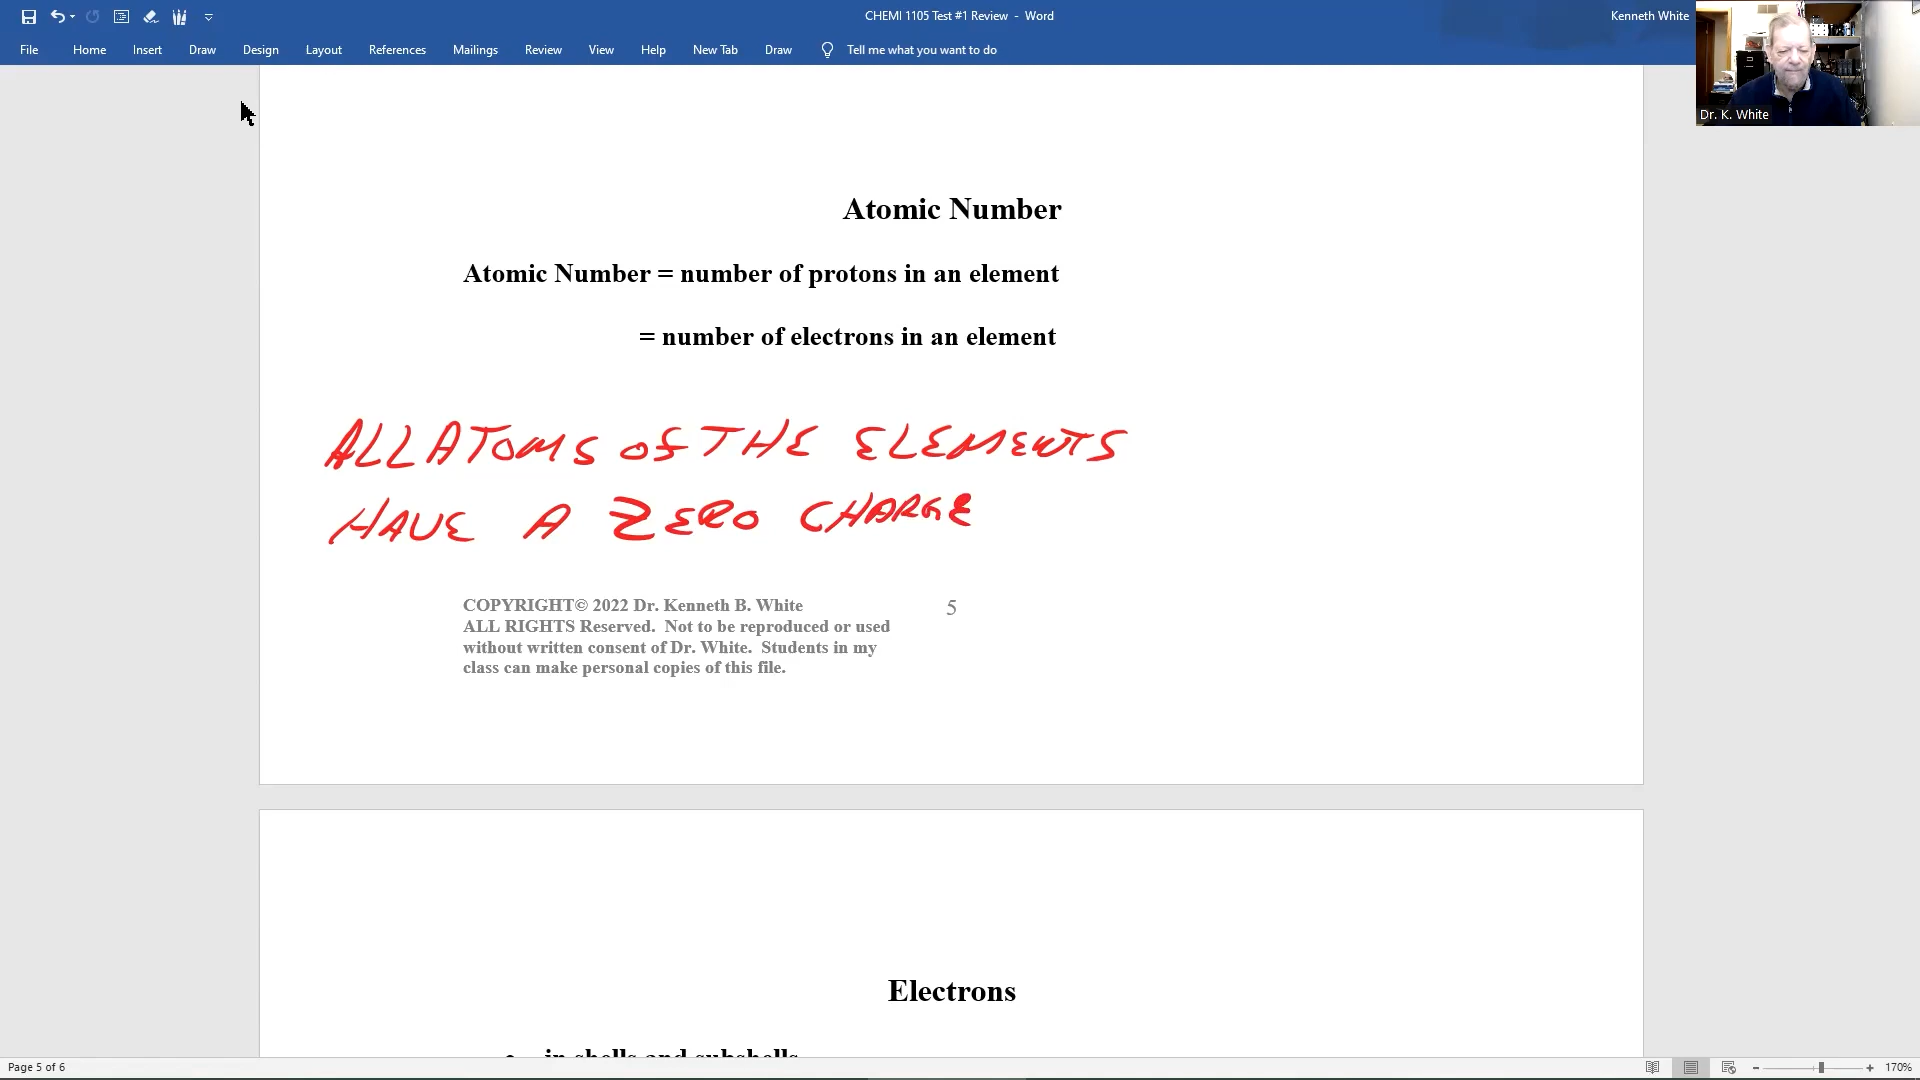 CHEMI 1105 Test #1 Review - Word
Kenneth White
File Home Insert Draw Design Layout References Mailings Review View Help New Tab Draw Tell me what you want to do
Dr. K. White
Atomic Number
Atomic Number = number of protons in an element
= number of electrons in an element
ALL ATOMS OF THE ELEMENTS
HAVE A ZERO CHARGE
COPYRIGHT© 2022 Dr. Kenneth B. White
5
ALL RIGHTS Reserved. Not to be reproduced or used
without written consent of Dr. White. Students in my
class can make personal copies of this file.
Electrons
• in shells and subshells
Page 5 of 6
170%